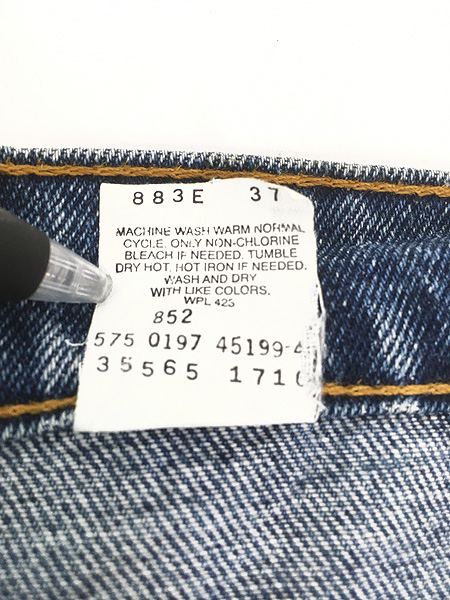 883E 37
MACHINE WASH WARM NORMAL
CYCLE. ONLY NON-CHLORINE
BLEACH IF NEEDED. TUMBLE
DRY HOT. HOT IRON IF NEEDED.
WASH AND DRY
WITH LIKE COLORS.
WPL 423
852
575 0197 45199-4
35565 171